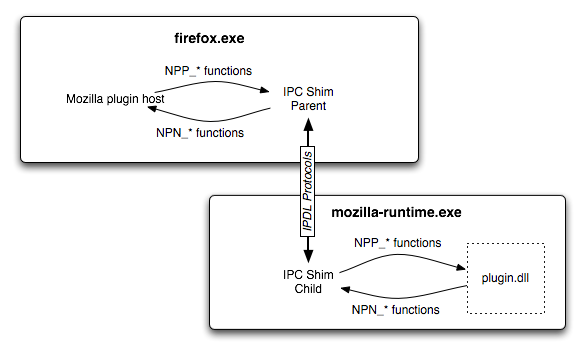 firefox.exe
NPP_* functions
Mozilla plugin host
IPC Shim
Parent
NPN_* functions
IPDL Protocols
mozilla-runtime.exe
NPP_* functions
IPC Shim
Child
plugin.dll
NPN_* functions